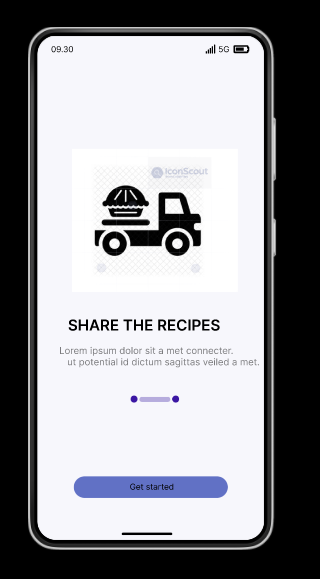 09.30
5G
IconScout
SHARE THE RECIPES
Lorem ipsum dolor sit a met connecter.
ut potential id dictum sagittas veiled a met.
Get started